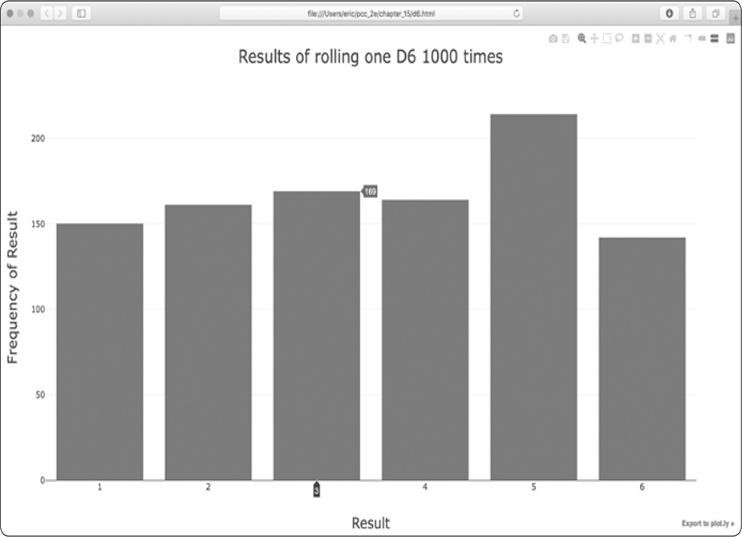 file:///Users/eric/pcc_2e/chapter_15/d6.html
Results of rolling one D6 1000 times
Frequency of Result
200
150
100
50
0
169
1
2
3
4
5
6
Result
Export to plot.ly »